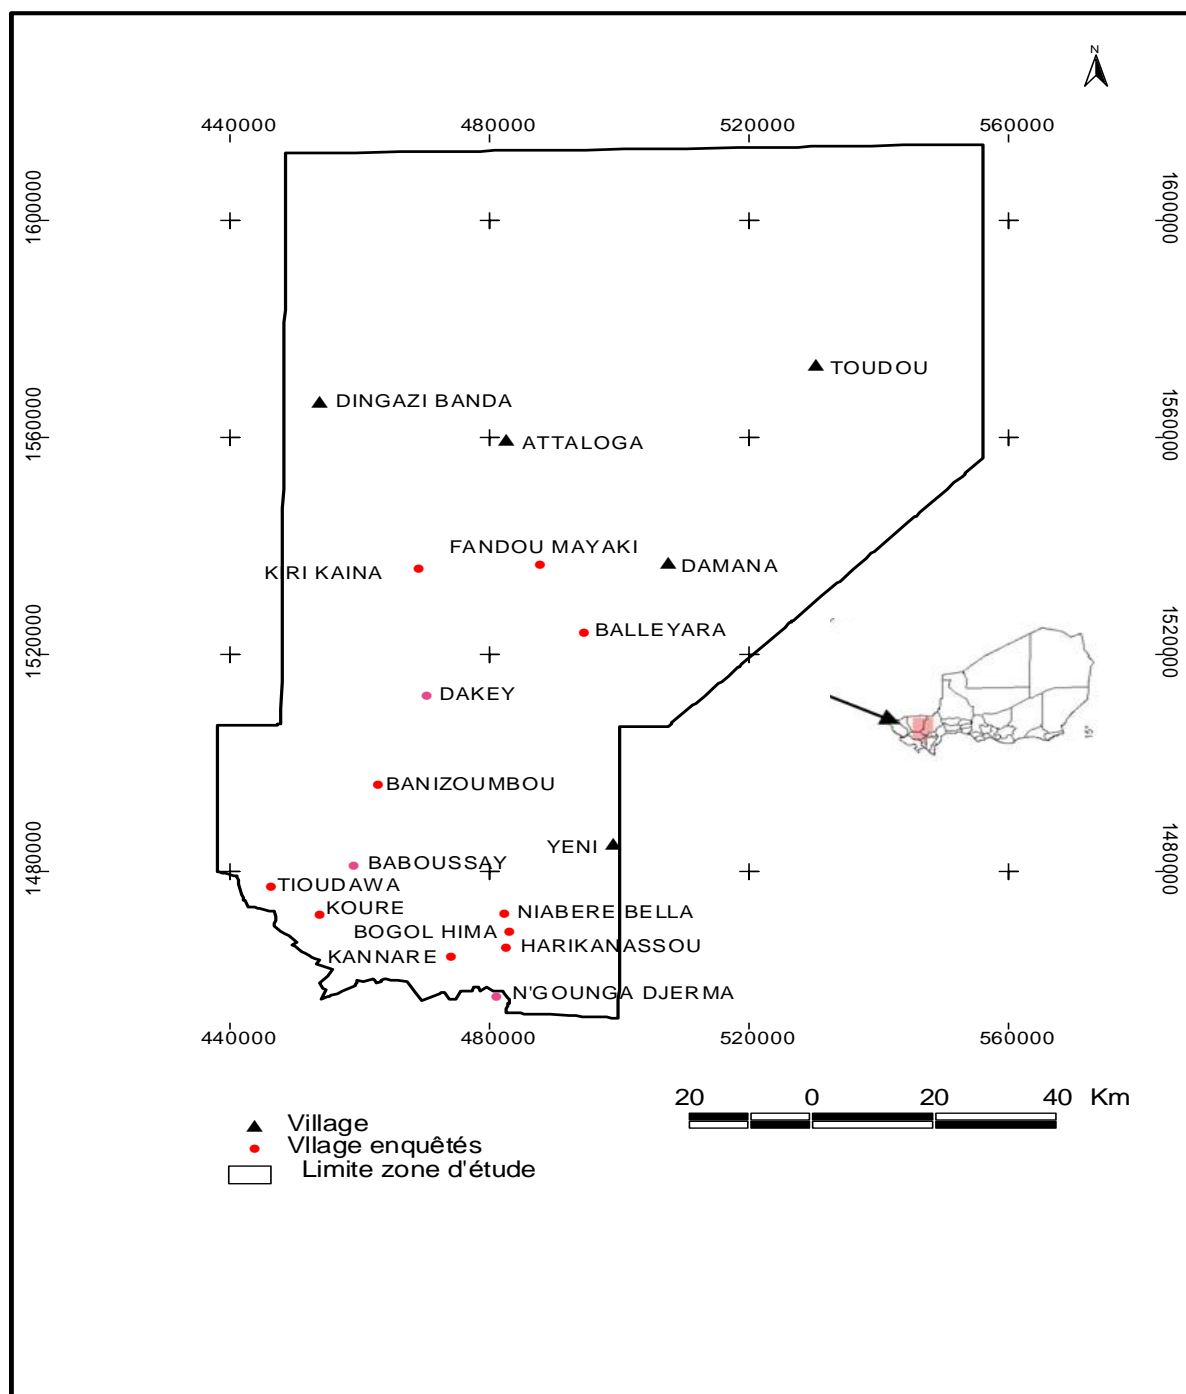 N
440000 480000 520000 560000
1600000 1600000
TOUDOU
DINGAZI BANDA
1560000 1560000
ATTALOGA
FANDOU MAYAKI
KIRI KAINA
DAMANA
BALLEYARA
1520000 1520000
DAKEY
15°
BANIZOUMBOU
YENI
BABOUSSAY
1480000 1480000
TIOUDAWA
KOURE
NIABERE BELLA
BOGOL HIMA
HARIKANASSOU
KANNARE
N'GOUNGA DJERMA
440000 480000 520000 560000
20 0 20 40 Km
Village
VIlage enquêtés
Limite zone d'étude